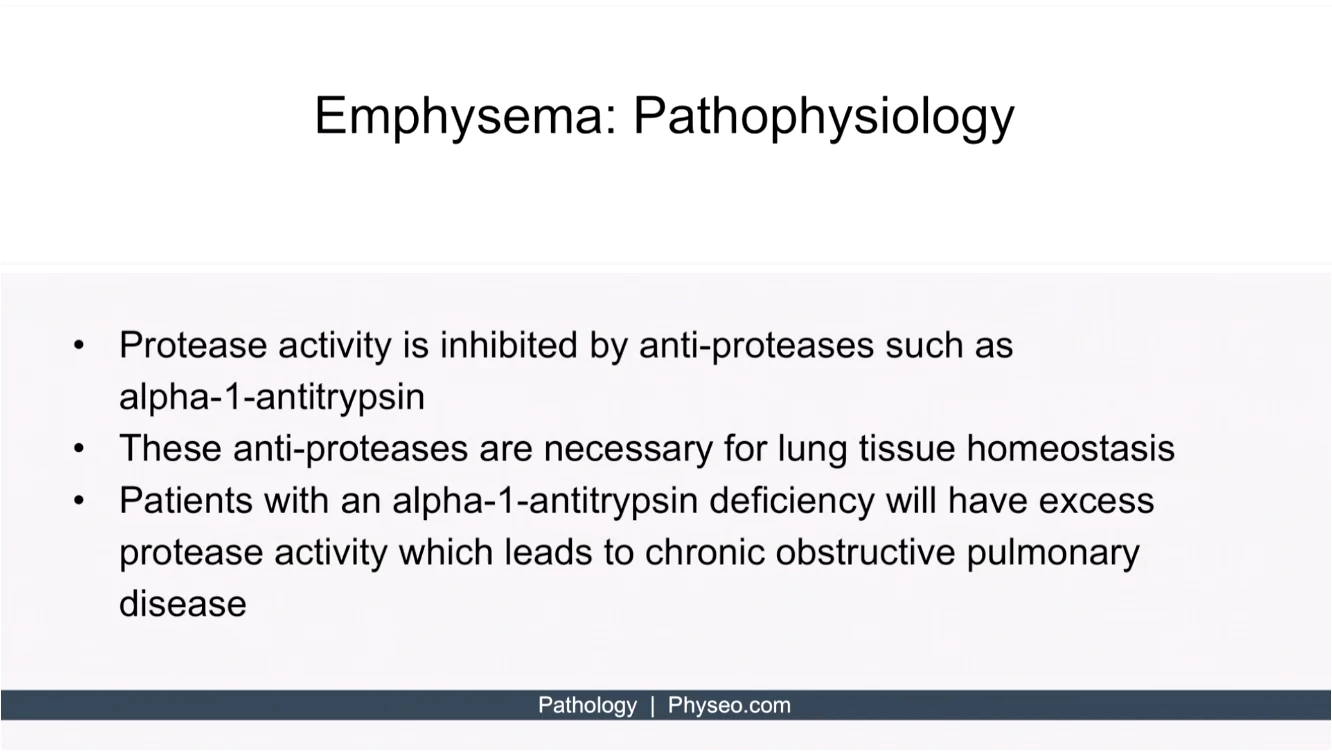 Emphysema: Pathophysiology
• Protease activity is inhibited by anti-proteases such as
alpha-1-antitrypsin
• These anti-proteases are necessary for lung tissue homeostasis
• Patients with an alpha-1-antitrypsin deficiency will have excess
protease activity which leads to chronic obstructive pulmonary
disease
Pathology | Physeo.com